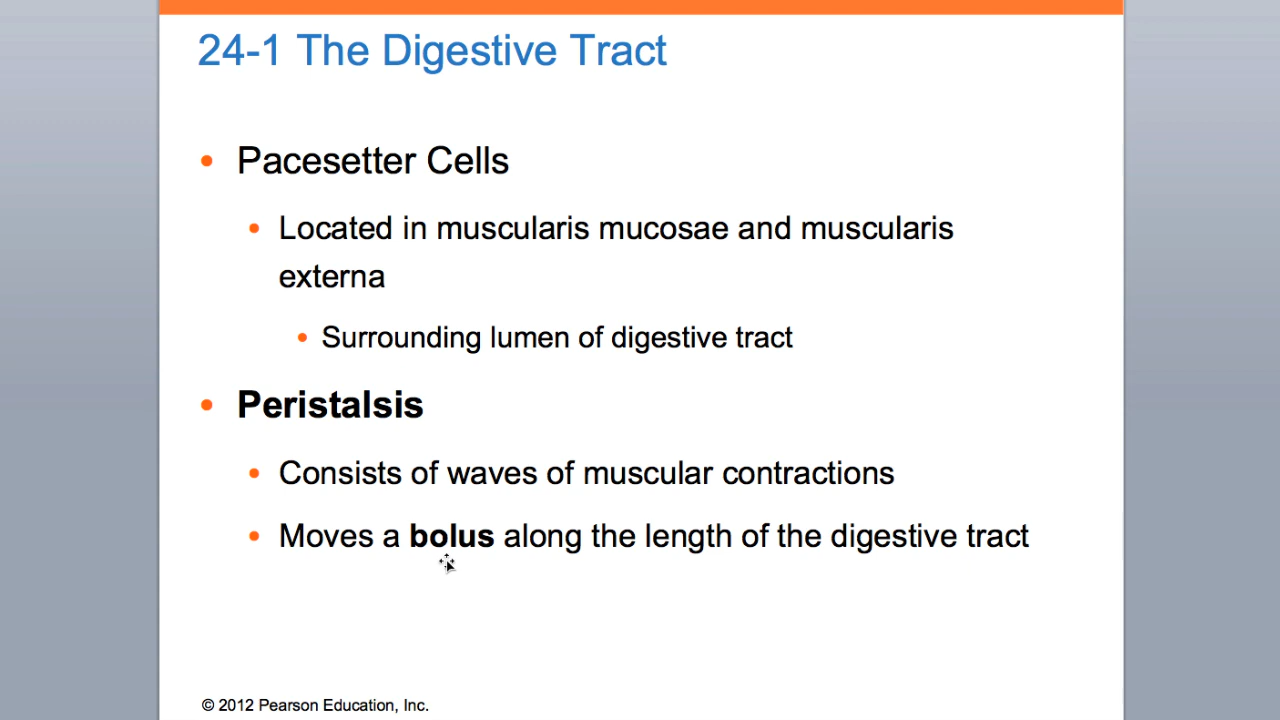 24-1 The Digestive Tract
Pacesetter Cells
Located in muscularis mucosae and muscularis
externa
Surrounding lumen of digestive tract
Peristalsis
Consists of waves of muscular contractions
Moves a bolus along the length of the digestive tract
© 2012 Pearson Education, Inc.